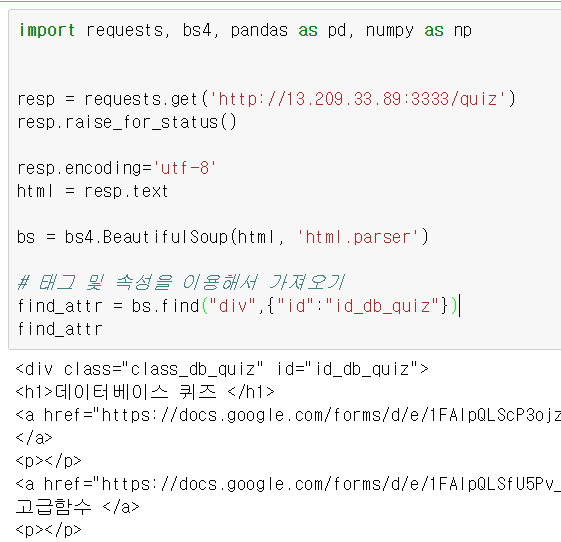 import requests, bs4, pandas as pd, numpy as np
resp = requests.get('http://13.209.33.89:3333/quiz')
resp.raise_for_status()
resp.encoding='utf-8'
html = resp.text
bs = bs4.BeautifulSoup(html, 'html.parser')
# 태그 및 속성을 이용해서 가져오기
find_attr = bs.find("div",{"id":"id_db_quiz"})
find_attr
<div class="class_db_quiz" id="id_db_quiz">
<h1>데이터베이스 퀴즈 </h1>
<a href="https://docs.google.com/forms/d/e/1FAIpQLScP3ojz
</a>
<p></p>
<a href="https://docs.google.com/forms/d/e/1FAIpQLSfU5Pv_
고급함수 </a>
<p></p>